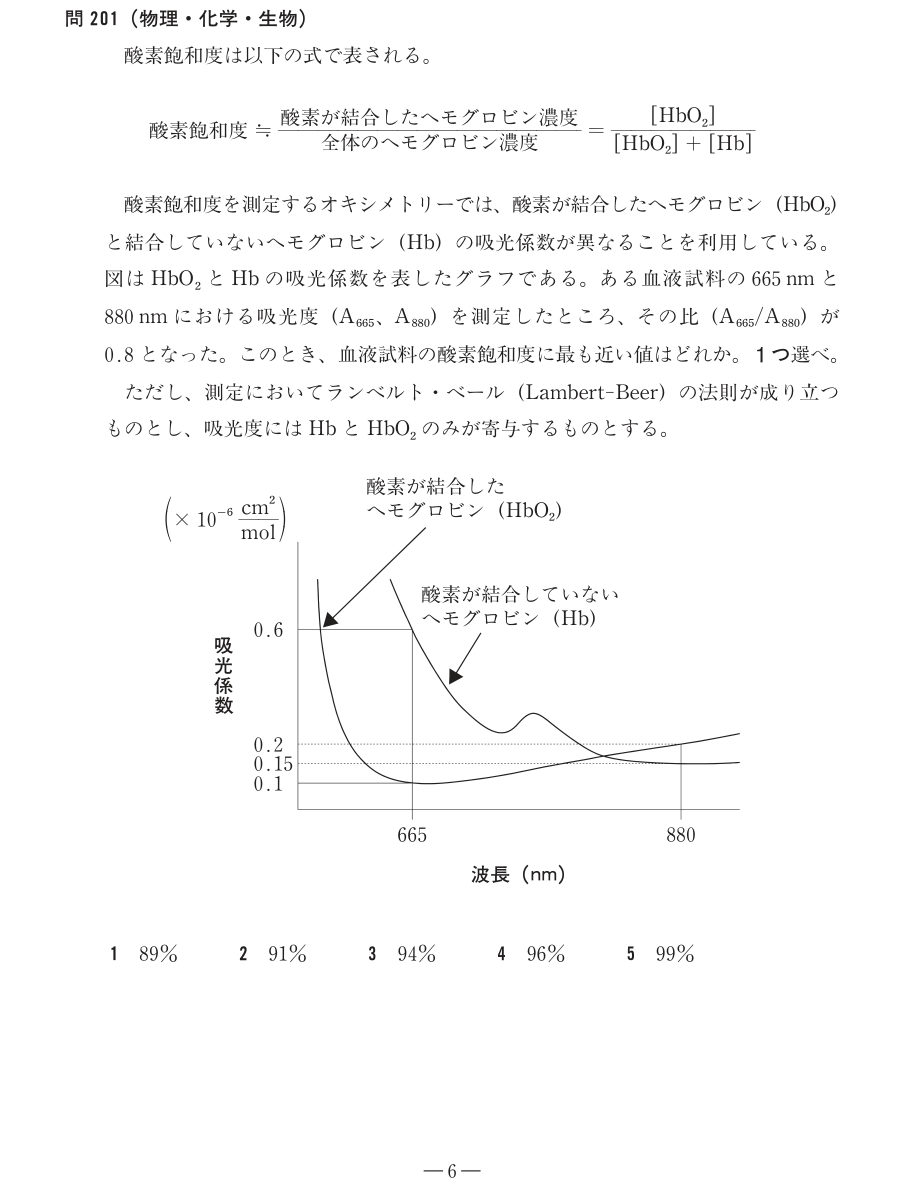 問 201（物理・化学・生物）
酸素飽和度は以下の式で表される。
酸素飽和度 ≒ 酸素が結合したヘモグロビン濃度 / 全体のヘモグロビン濃度 = [HbO₂] / [HbO₂] + [Hb]
酸素飽和度を測定するオキシメトリーでは、酸素が結合したヘモグロビン（HbO₂）
と結合していないヘモグロビン（Hb）の吸光係数が異なることを利用している。
図は HbO₂ と Hb の吸光係数を表したグラフである。ある血液試料の 665 nm と
880 nm における吸光度（A₆₆₅、A₈₈₀）を測定したところ、その比（A₆₆₅/A₈₈₀）が
0.8 となった。このとき、血液試料の酸素飽和度に最も近い値はどれか。1つ選べ。
ただし、測定においてランベルト・ベール（Lambert-Beer）の法則が成り立つ
ものとし、吸光度には Hb と HbO₂ のみが寄与するものとする。
酸素が結合した
ヘモグロビン（HbO₂）
(× 10⁻⁶ cm²/mol)
酸素が結合していない
ヘモグロビン（Hb）
吸光係数
0.6
0.2
0.15
0.1
665 880
波長（nm）
1 89% 2 91% 3 94% 4 96% 5 99%
― 6 ―